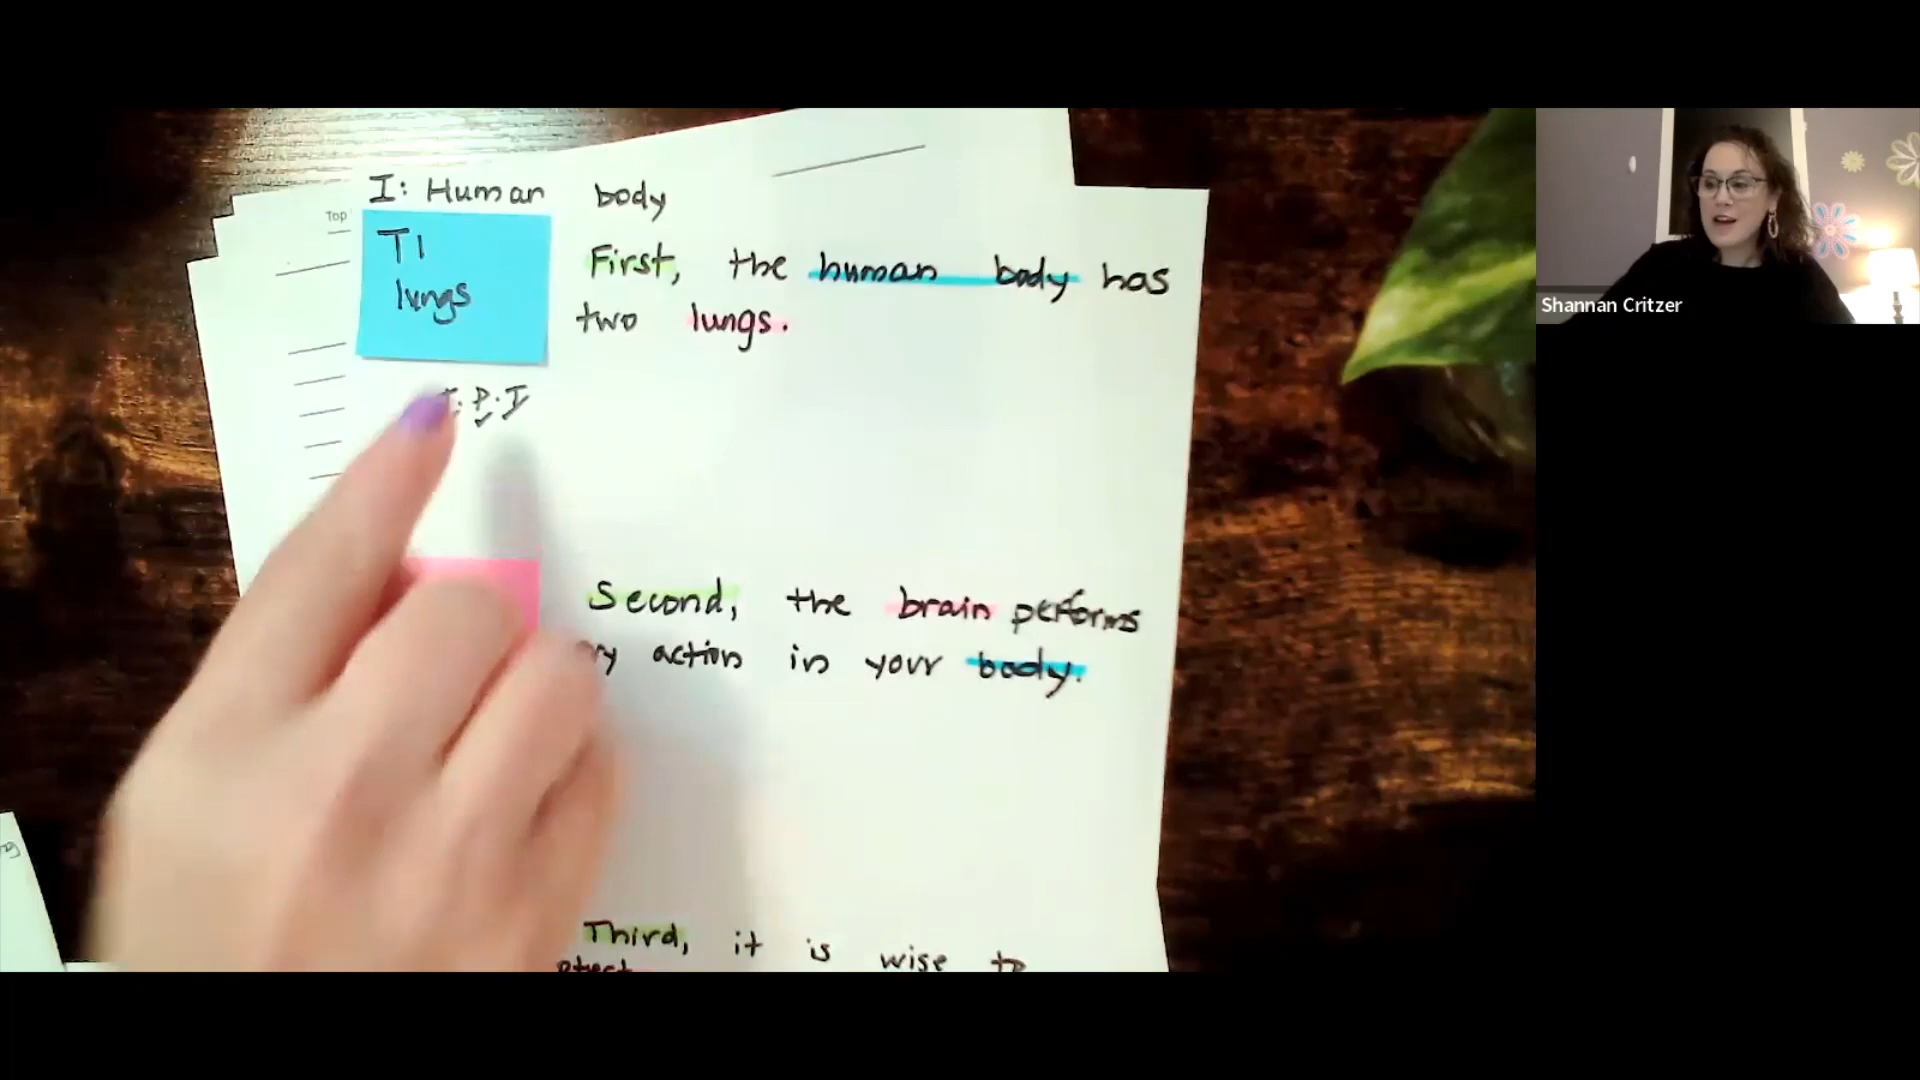 I: Human body
Top
T1
lungs
First, the human body has
two lungs.
I. P. I
Second, the brain performs
action in your body.
Third, it is wise to
Shannan Critzer